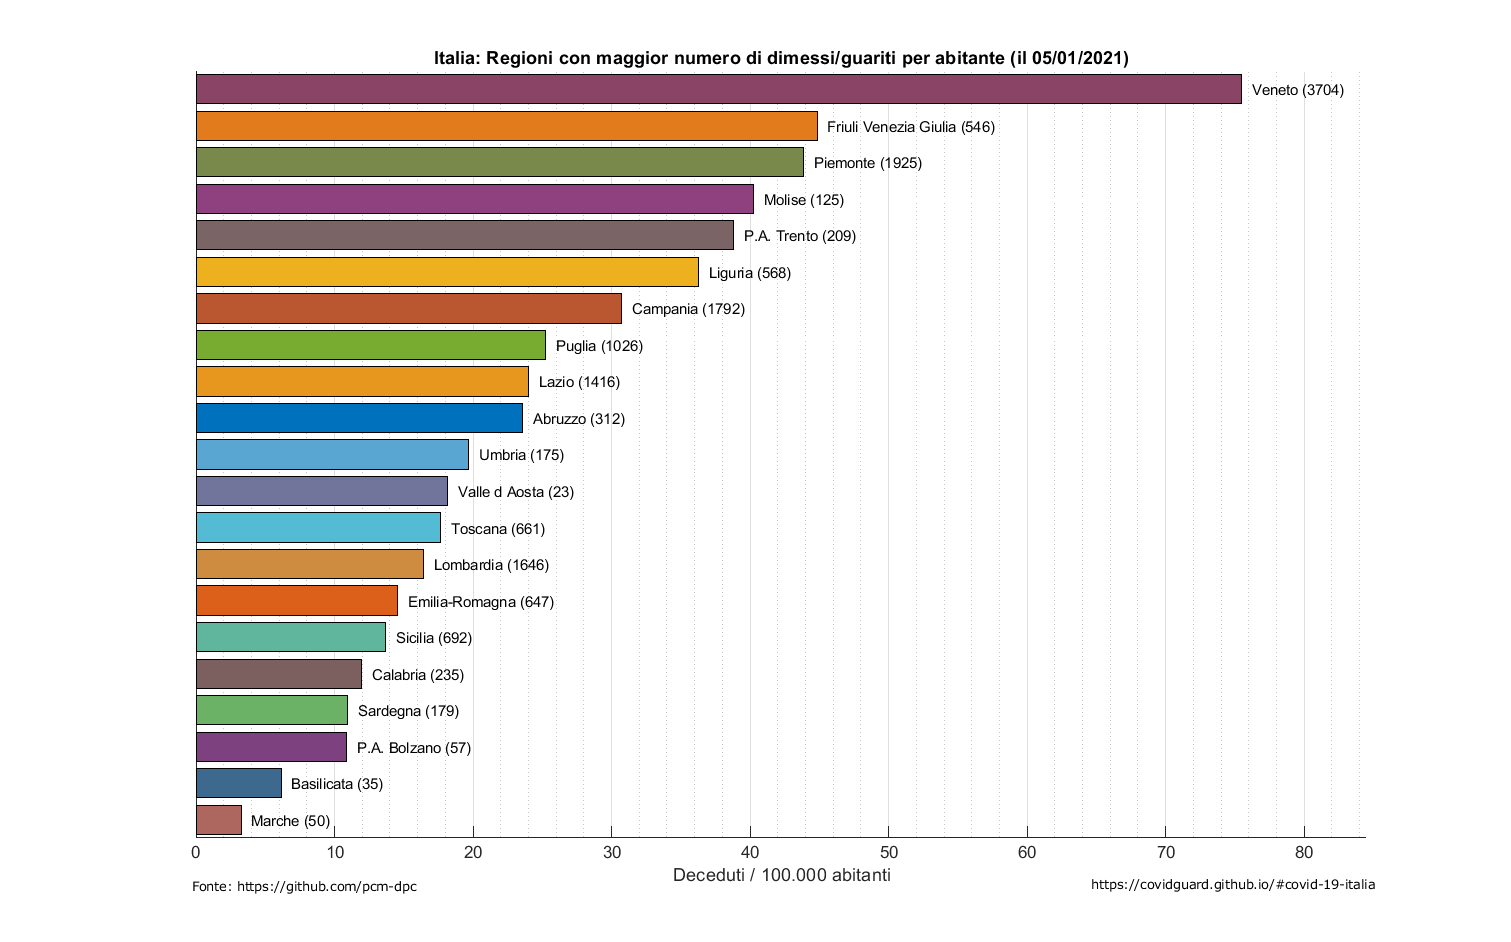 Italia: Regioni con maggior numero di dimessi/guariti per abitante (il 05/01/2021)
Veneto (3704)
Friuli Venezia Giulia (546)
Piemonte (1925)
Molise (125)
P.A. Trento (209)
Liguria (568)
Campania (1792)
Puglia (1026)
Lazio (1416)
Abruzzo (312)
Umbria (175)
Valle d Aosta (23)
Toscana (661)
Lombardia (1646)
Emilia-Romagna (647)
Sicilia (692)
Calabria (235)
Sardegna (179)
P.A. Bolzano (57)
Basilicata (35)
Marche (50)
0 10 20 30 40 50 60 70 80
Deceduti / 100.000 abitanti
Fonte: https://github.com/pcm-dpc
https://covidguard.github.io/#covid-19-italia